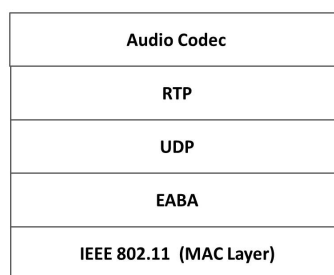 Audio Codec
RTP
UDP
EABA
IEEE 802.11 (MAC Layer)